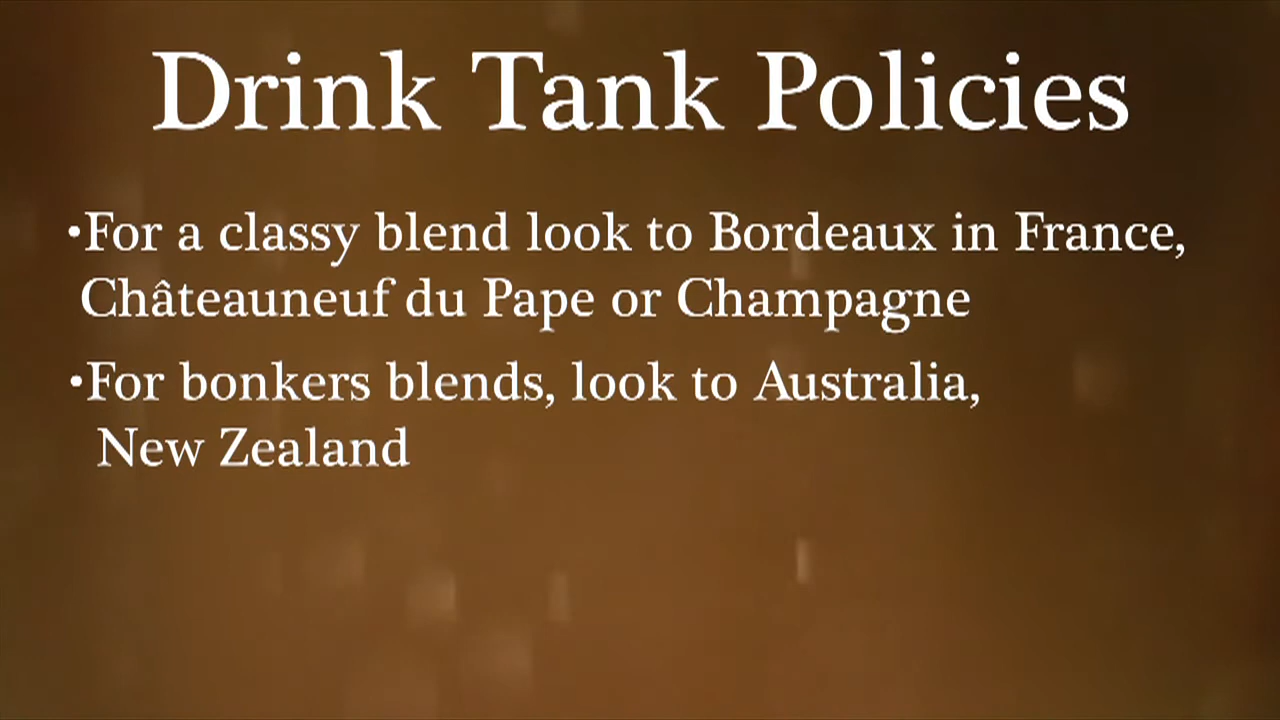 Drink Tank Policies
•For a classy blend look to Bordeaux in France,
Châteauneuf du Pape or Champagne
•For bonkers blends, look to Australia,
New Zealand